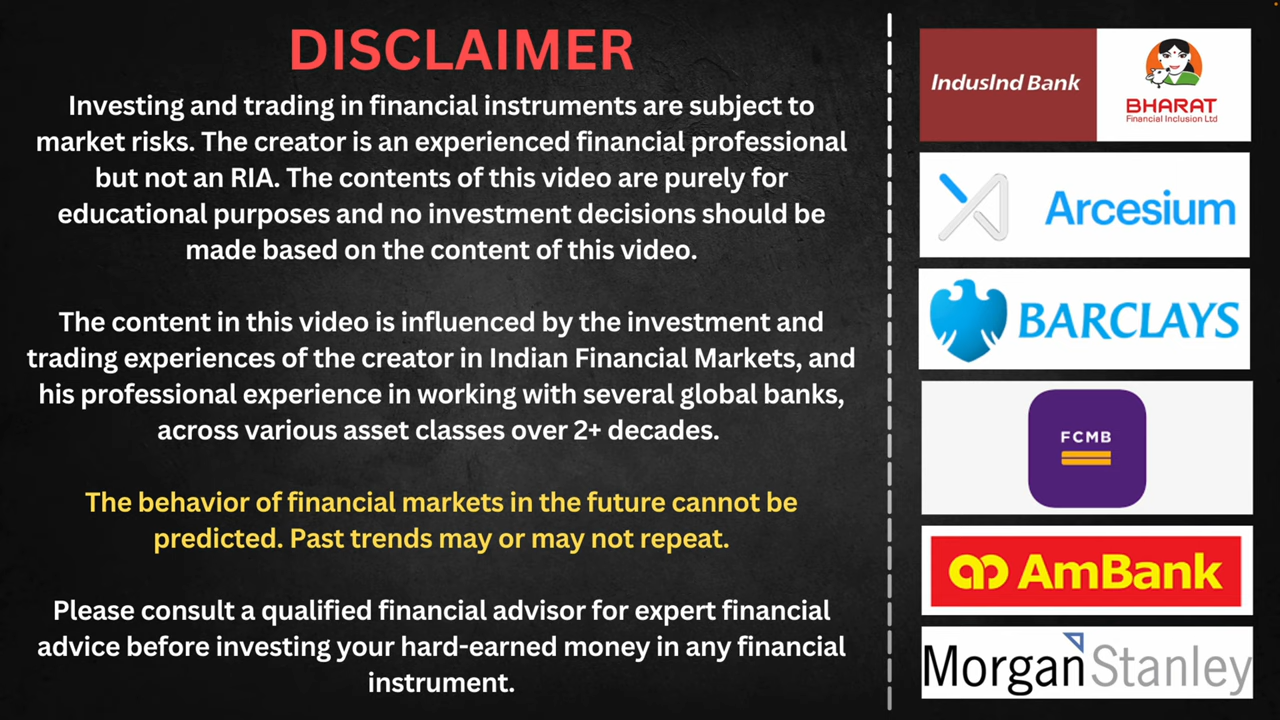 DISCLAIMER
Investing and trading in financial instruments are subject to
market risks. The creator is an experienced financial professional
but not an RIA. The contents of this video are purely for
educational purposes and no investment decisions should be
made based on the content of this video.
The content in this video is influenced by the investment and
trading experiences of the creator in Indian Financial Markets, and
his professional experience in working with several global banks,
across various asset classes over 2+ decades.
The behavior of financial markets in the future cannot be
predicted. Past trends may or may not repeat.
Please consult a qualified financial advisor for expert financial
advice before investing your hard-earned money in any financial
instrument.
IndusInd Bank
BHARAT
Financial Inclusion Ltd
Arcesium
BARCLAYS
FCMB
AmBank
Morgan Stanley